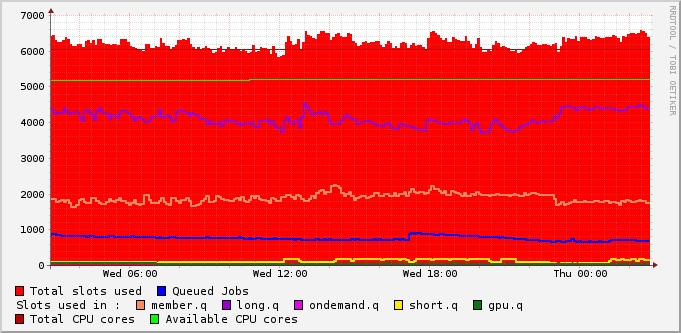 7000
6000
5000
4000
3000
2000
1000
0
Wed 06:00 Wed 12:00 Wed 18:00 Thu 00:00
Total slots used Queued Jobs
Slots used in : member.q long.q ondemand.q short.q gpu.q
Total CPU cores Available CPU cores
RRDTOOL / TOBI OETIKER